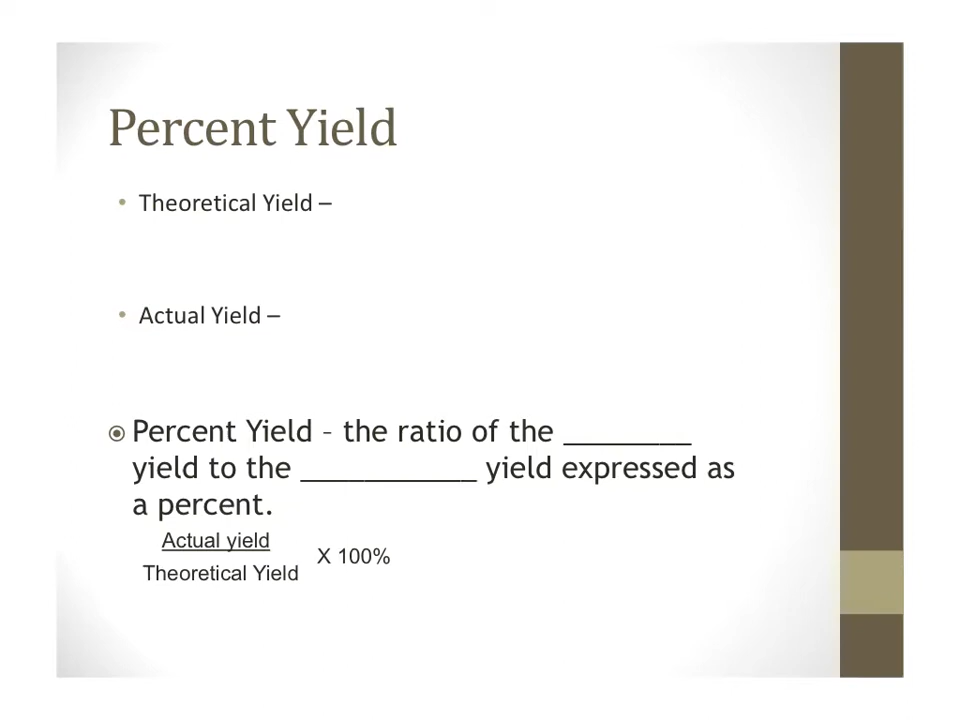 Percent Yield
• Theoretical Yield –
• Actual Yield –
Percent Yield – the ratio of the ________
yield to the ___________ yield expressed as
a percent.
Actual yield
X 100%
Theoretical Yield